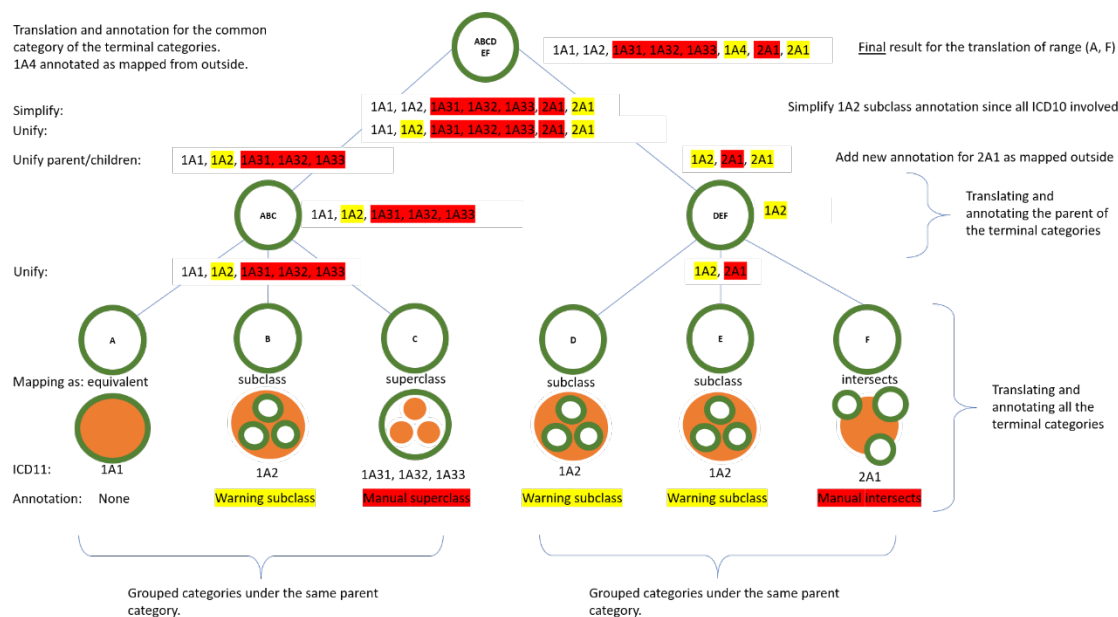 Translation and annotation for the common
category of the terminal categories.
1A4 annotated as mapped from outside.
ABCD
EF
1A1, 1A2, 1A31, 1A32, 1A33, 1A4, 2A1, 2A1
Final result for the translation of range (A, F)
Simplify:
1A1, 1A2, 1A31, 1A32, 1A33, 2A1, 2A1
Simplify 1A2 subclass annotation since all ICD10 involved
Unify:
1A1, 1A2, 1A31, 1A32, 1A33, 2A1, 2A1
Unify parent/children:
1A1, 1A2, 1A31, 1A32, 1A33
1A2, 2A1, 2A1
Add new annotation for 2A1 as mapped outside
ABC
1A1, 1A2, 1A31, 1A32, 1A33
DEF
1A2
Translating and
annotating the parent of
the terminal categories
Unify:
1A1, 1A2, 1A31, 1A32, 1A33
1A2, 2A1
A
B
C
D
E
F
Mapping as: equivalent
subclass
superclass
subclass
subclass
intersects
Translating and
annotating all the
terminal categories
ICD11:
1A1
1A2
1A31, 1A32, 1A33
1A2
1A2
2A1
Annotation:
None
Warning subclass
Manual superclass
Warning subclass
Warning subclass
Manual intersects
Grouped categories under the same parent
category.
Grouped categories under the same parent
category.